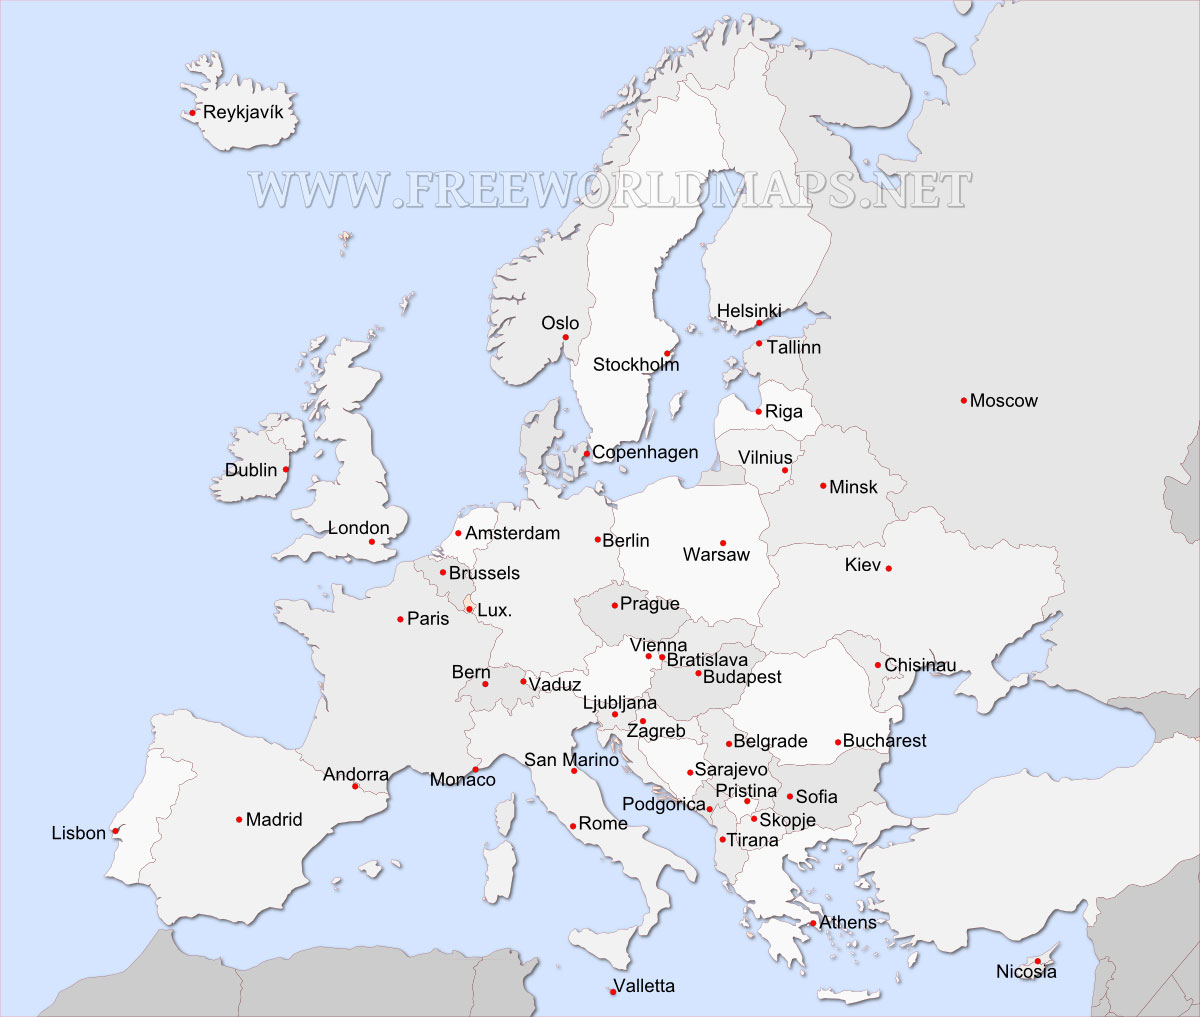 Reykjavík
WWW.FREEWORLDMAPS.NET
Helsinki
Oslo
Tallinn
Stockholm
Moscow
Riga
Copenhagen
Vilnius
Dublin
Minsk
London
Amsterdam
Berlin
Warsaw
Kiev
Brussels
Prague
Lux.
Paris
Vienna
Bratislava
Chisinau
Bern
Budapest
Vaduz
Ljubljana
Zagreb
Belgrade
Bucharest
San Marino
Sarajevo
Andorra
Monaco
Pristina
Sofia
Podgorica
Madrid
Skopje
Rome
Lisbon
Tirana
Athens
Nicosia
Valletta